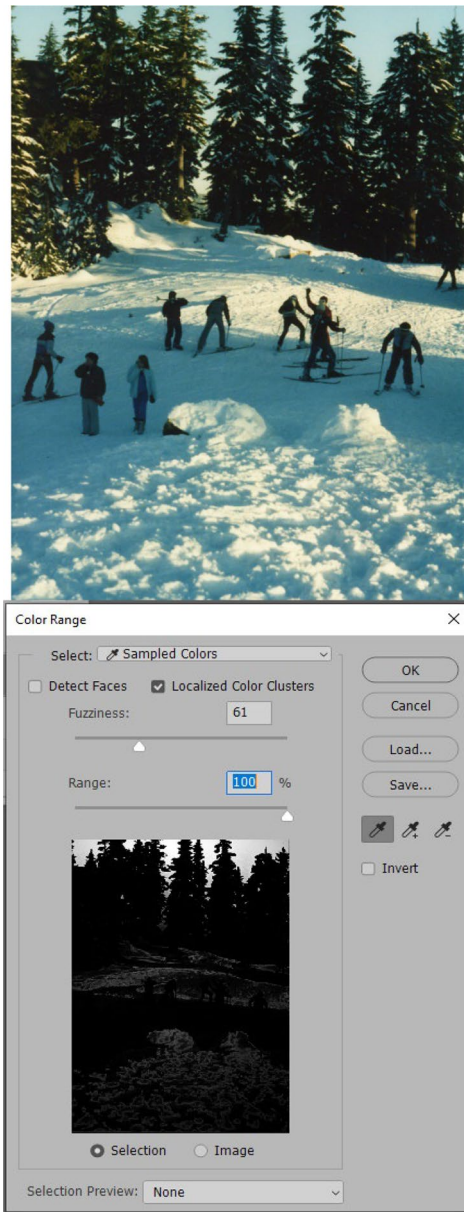 Color Range
Select: Sampled Colors
Detect Faces
Localized Color Clusters
Fuzziness: 61
Range: 100 %
OK
Cancel
Load...
Save...
Invert
Selection
Image
Selection Preview: None